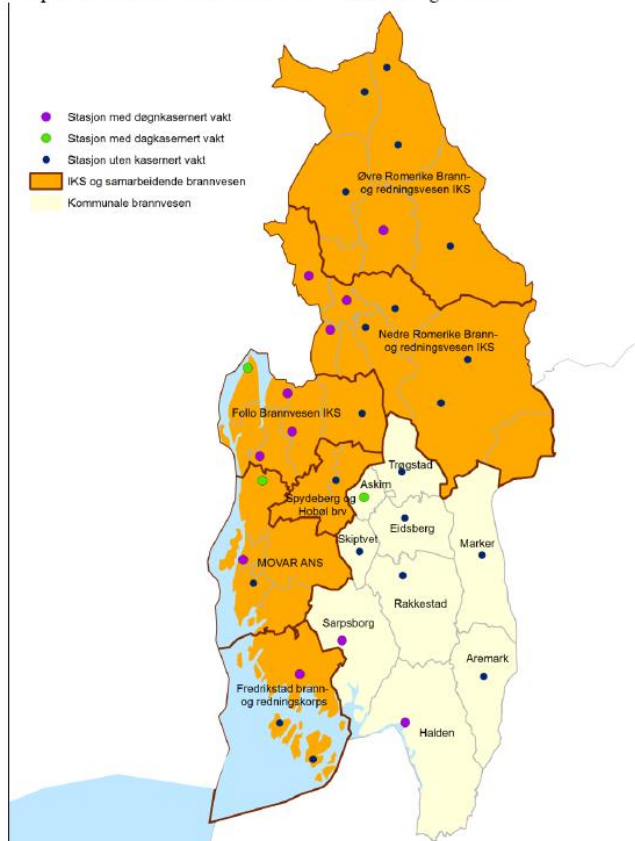 Stasjon med døgnkasernert vakt
Stasjon med dagkasernert vakt
Stasjon uten kasernert vakt
IKS og samarbeidende brannvesen
Kommunale brannvesen
Øvre Romerike Brann-
og redningsvesen IKS
Nedre Romerike Brann-
og redningsvesen IKS
Follo Brannvesen IKS
Trøgstad
Askim
Spydeberg og
Hobøl brv
Eidsberg
Skiptvet
Marker
MOVAR ANS
Rakkestad
Sarpsborg
Aremark
Fredrikstad brann-
og redningskorps
Halden